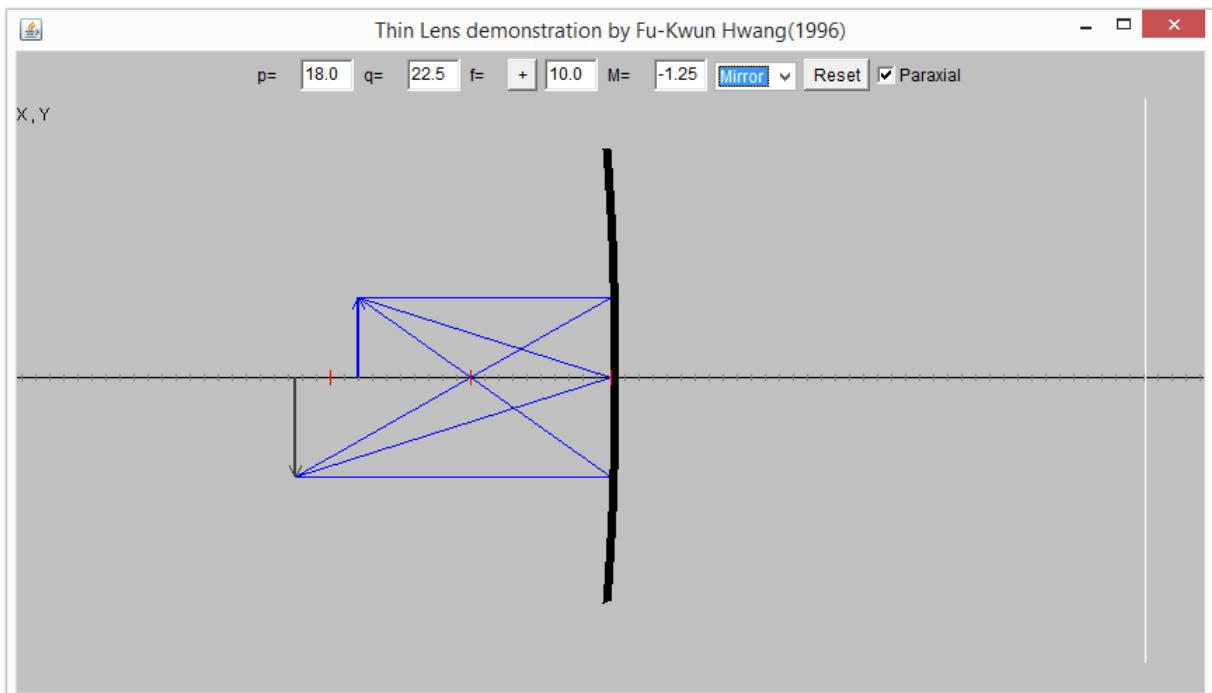 Thin Lens demonstration by Fu-Kwun Hwang(1996)
p= 18.0 q= 22.5 f= + 10.0 M= -1.25 Mirror Reset Paraxial
X,Y